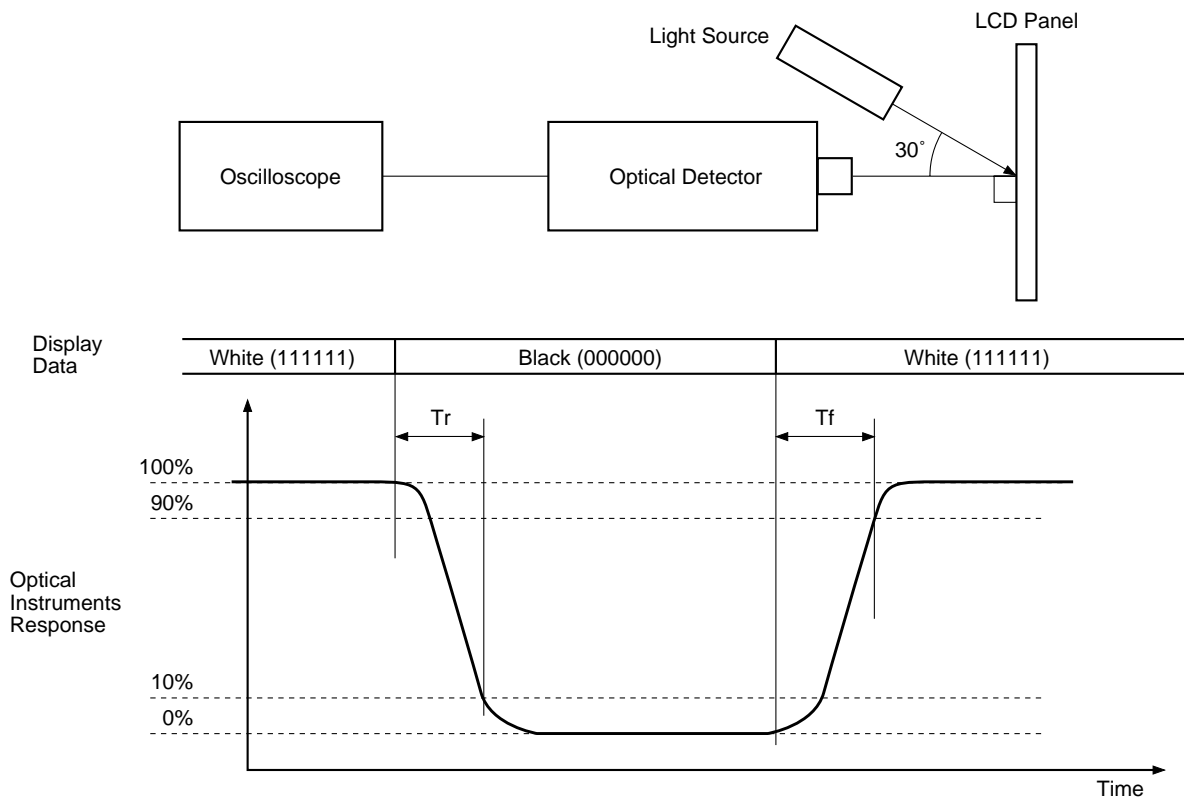 LCD Panel
Light Source
30˚
Oscilloscope
Optical Detector
Display
Data
White (111111)
Black (000000)
White (111111)
Tr
Tf
100%
90%
Optical
Instruments
Response
10%
0%
Time